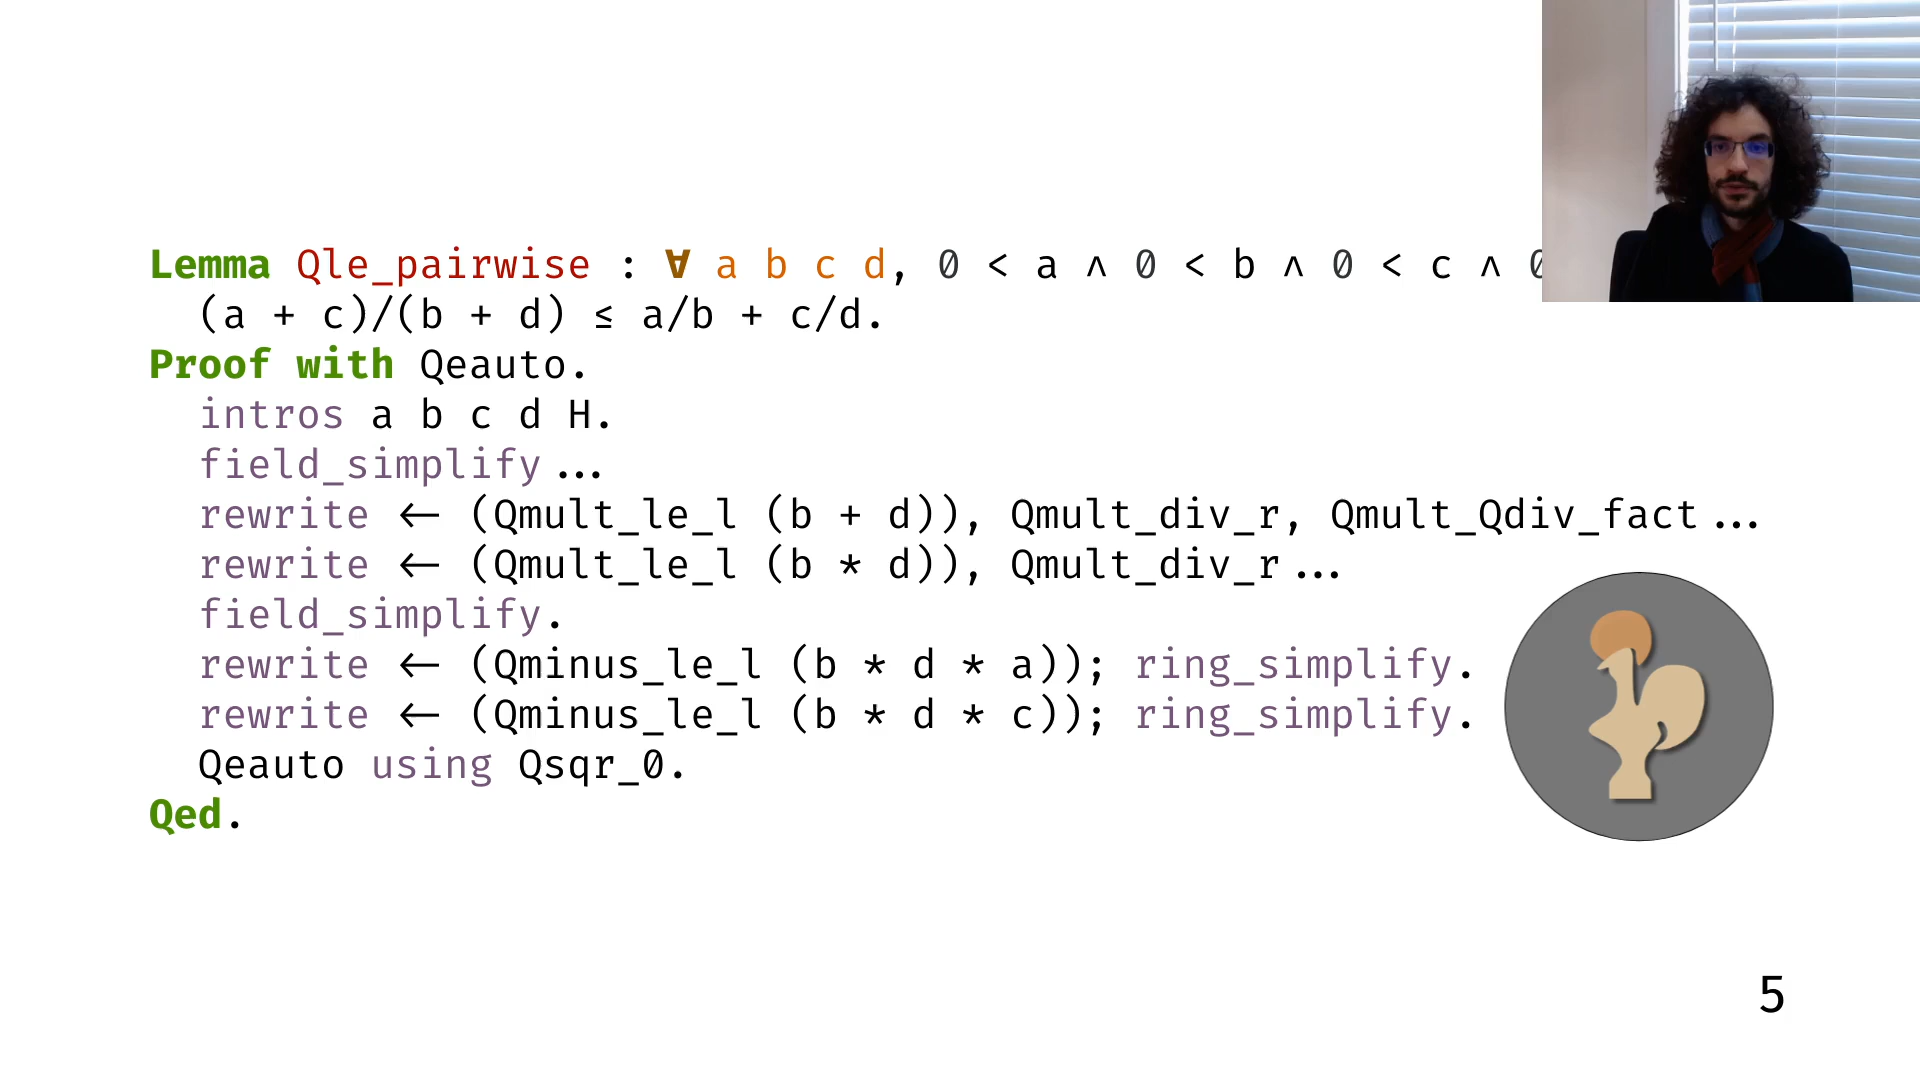 Lemma Qle_pairwise : ∀ a b c d, 0 < a ∧ 0 < b ∧ 0 < c ∧ 0
(a + c)/(b + d) ≤ a/b + c/d.
Proof with Qeauto.
intros a b c d H.
field_simplify...
rewrite ← (Qmult_le_l (b + d)), Qmult_div_r, Qmult_Qdiv_fact...
rewrite ← (Qmult_le_l (b * d)), Qmult_div_r...
field_simplify.
rewrite ← (Qminus_le_l (b * d * a)); ring_simplify.
rewrite ← (Qminus_le_l (b * d * c)); ring_simplify.
Qeauto using Qsqr_0.
Qed.
5